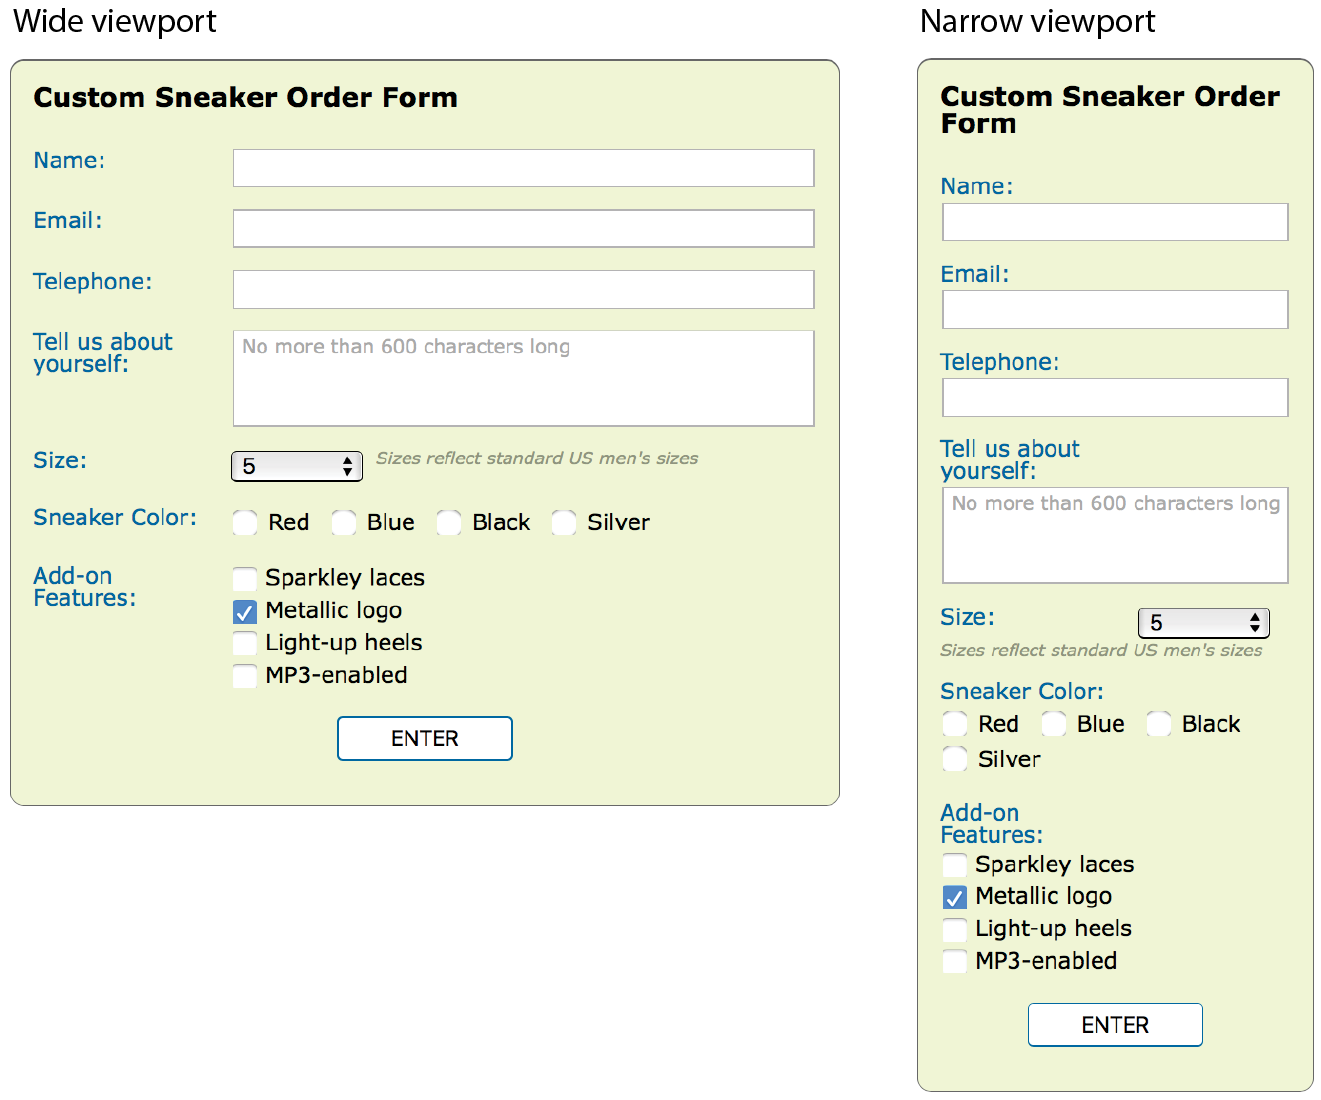 Wide viewport
Custom Sneaker Order Form
Name:
Email:
Telephone:
Tell us about
yourself:
No more than 600 characters long
Size:
5
Sizes reflect standard US men's sizes
Sneaker Color:
Red Blue Black Silver
Add-on
Features:
Sparkley laces
Metallic logo
Light-up heels
MP3-enabled
ENTER
Narrow viewport
Custom Sneaker Order
Form
Name:
Email:
Telephone:
Tell us about
yourself:
No more than 600 characters long
Size:
5
Sizes reflect standard US men's sizes
Sneaker Color:
Red Blue Black
Silver
Add-on
Features:
Sparkley laces
Metallic logo
Light-up heels
MP3-enabled
ENTER